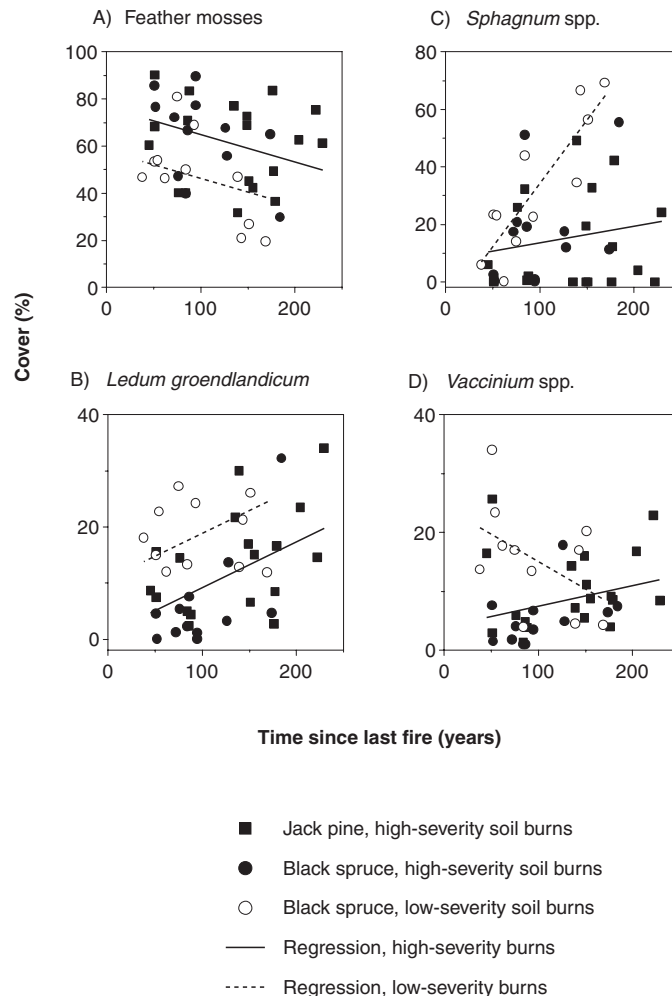 A) Feather mosses
100
80
60
40
20
0
0 100 200
C) Sphagnum spp.
80
60
40
20
0
0 100 200
Cover (%)
B) Ledum groendlandicum
40
20
0
0 100 200
D) Vaccinium spp.
40
20
0
0 100 200
Time since last fire (years)
Jack pine, high-severity soil burns
Black spruce, high-severity soil burns
Black spruce, low-severity soil burns
Regression, high-severity burns
Regression, low-severity burns